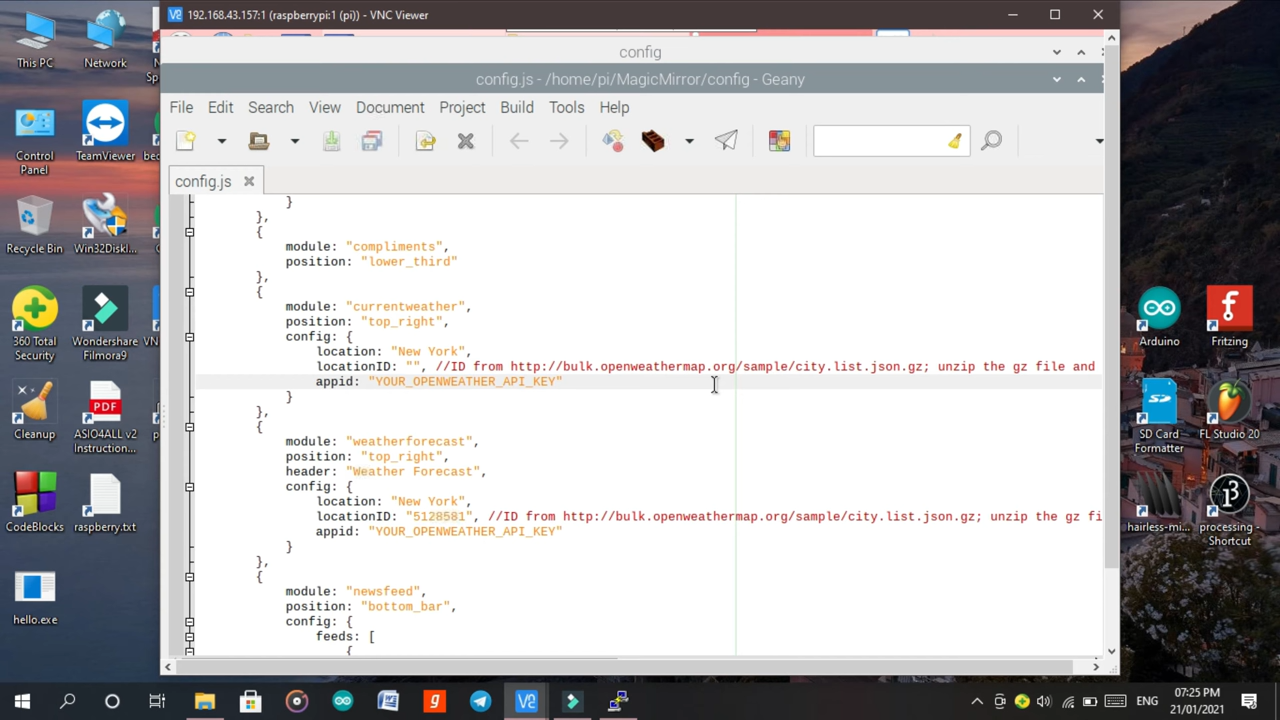 192.168.43.157:1 (raspberrypi:1 (pi)) - VNC Viewer
config
config.js - /home/pi/MagicMirror/config - Geany
File Edit Search View Document Project Build Tools Help
config.js
}
},
{
module: "compliments",
position: "lower_third"
},
{
module: "currentweather",
position: "top_right",
config: {
location: "New York",
locationID: "", //ID from http://bulk.openweathermap.org/sample/city.list.json.gz; unzip the gz file and
appid: "YOUR_OPENWEATHER_API_KEY"
}
},
{
module: "weatherforecast",
position: "top_right",
header: "Weather Forecast",
config: {
location: "New York",
locationID: "5128581", //ID from http://bulk.openweathermap.org/sample/city.list.json.gz; unzip the gz fi
appid: "YOUR_OPENWEATHER_API_KEY"
}
},
{
module: "newsfeed",
position: "bottom_bar",
config: {
feeds: [
{
This PC
Network
Control
Panel
TeamViewer
Recycle Bin
Win32Diskl...
360 Total
Security
Wondershare
Filmora9
Cleanup
PDF
ASIO4ALL v2
Instruction...
CodeBlocks
raspberry.txt
hello.exe
Arduino
Fritzing
SD
SD Card
Formatter
FL Studio 20
hairless-mi...
processing -
Shortcut
ENG
07:25 PM
21/01/2021